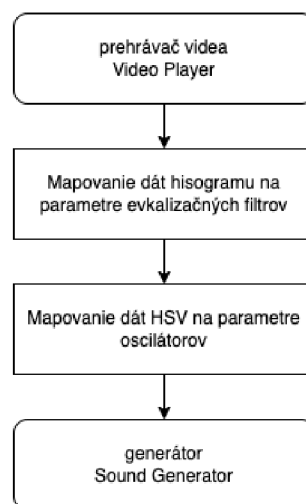 prehrávač videa
Video Player
Mapovanie dát hisogramu na
parametre evkalizačných filtrov
Mapovanie dát HSV na parametre
oscilátorov
generátor
Sound Generator